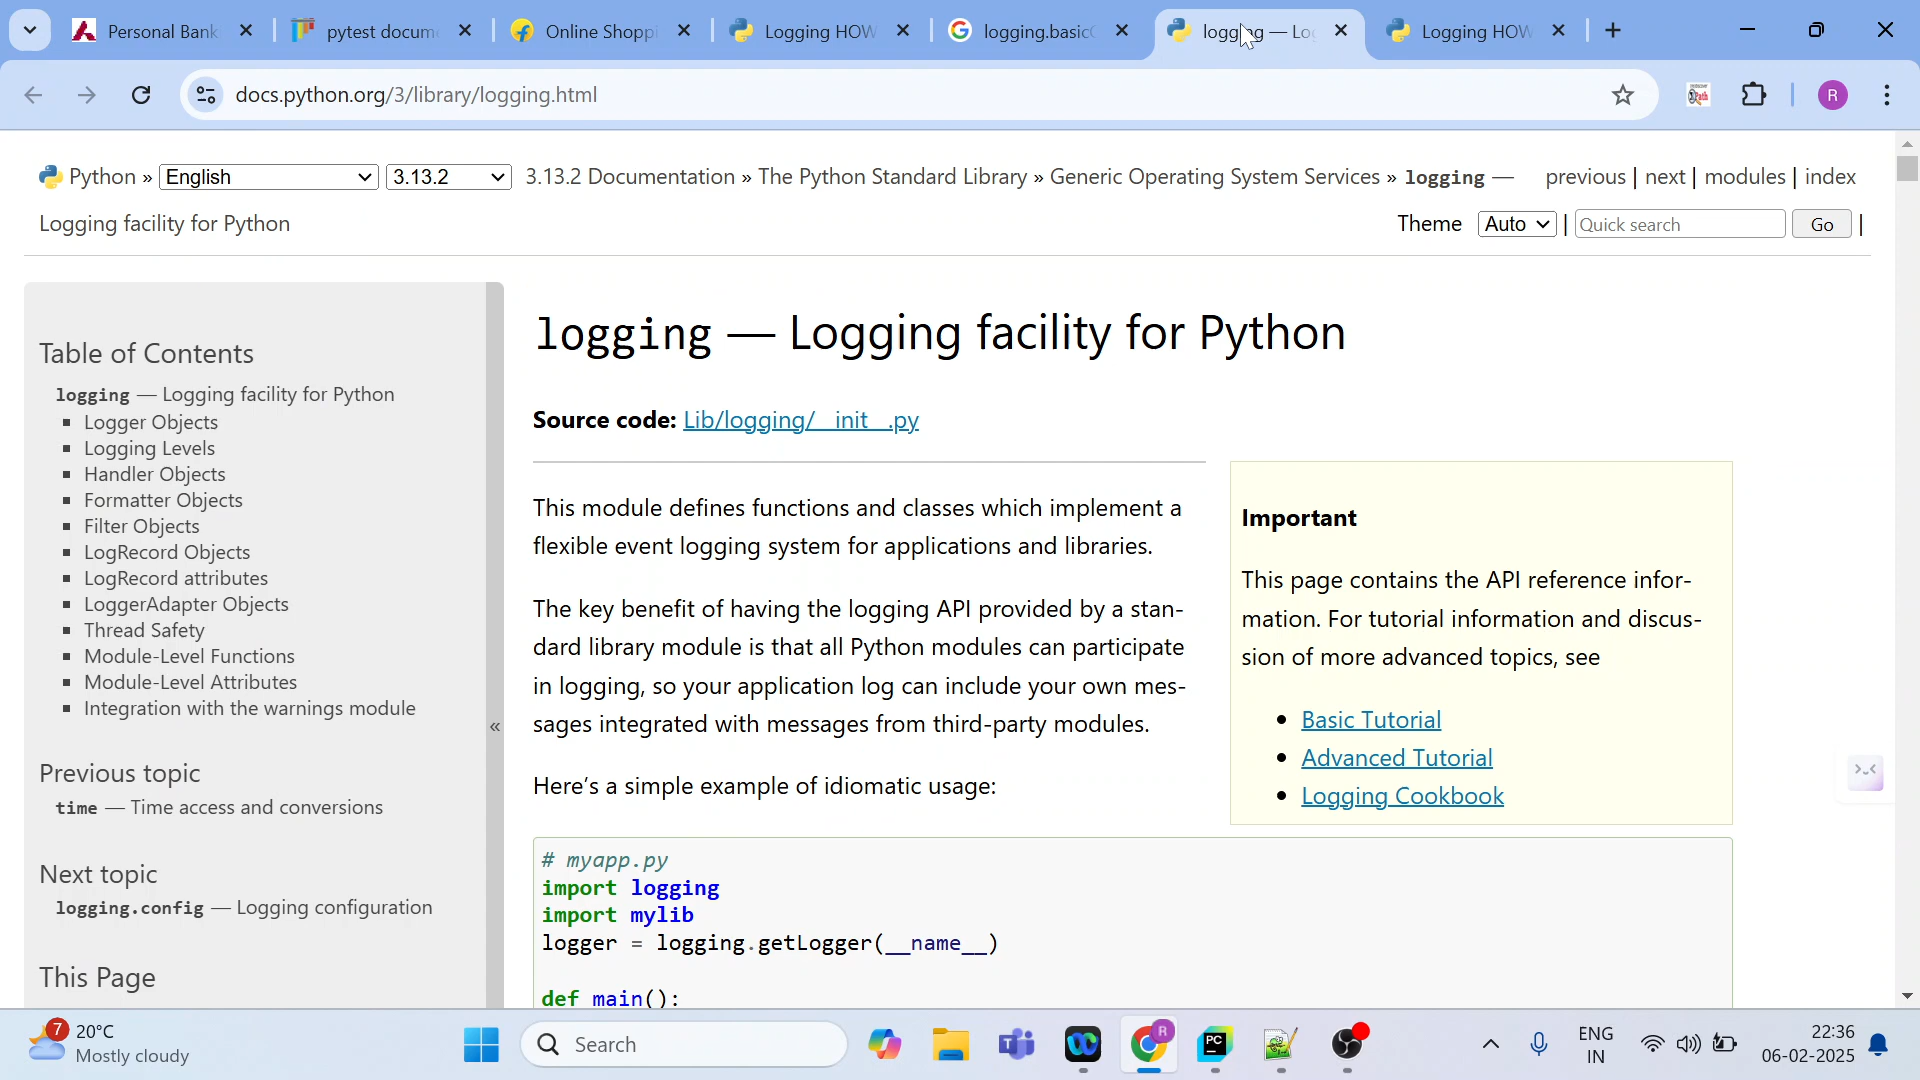 Personal Bank
pytest docum
Online Shoppi
Logging HOW
logging.basicC
logging — Lo
Logging HOW
docs.python.org/3/library/logging.html
R
Python » English 3.13.2 3.13.2 Documentation » The Python Standard Library » Generic Operating System Services » logging —
Logging facility for Python
previous | next | modules | index
Theme Auto | Quick search Go |
Table of Contents
logging — Logging facility for Python
Logger Objects
Logging Levels
Handler Objects
Formatter Objects
Filter Objects
LogRecord Objects
LogRecord attributes
LoggerAdapter Objects
Thread Safety
Module-Level Functions
Module-Level Attributes
Integration with the warnings module
Previous topic
time — Time access and conversions
Next topic
logging.config — Logging configuration
This Page
«
logging — Logging facility for Python
Source code: Lib/logging/__init__.py
This module defines functions and classes which implement a
flexible event logging system for applications and libraries.
The key benefit of having the logging API provided by a stan-
dard library module is that all Python modules can participate
in logging, so your application log can include your own mes-
sages integrated with messages from third-party modules.
Here’s a simple example of idiomatic usage:
Important
This page contains the API reference infor-
mation. For tutorial information and discus-
sion of more advanced topics, see
Basic Tutorial
Advanced Tutorial
Logging Cookbook
# myapp.py
import logging
import mylib
logger = logging.getLogger(__name__)
def main():
7
20°C
Mostly cloudy
Search
R
PC
ENG
IN
22:36
06-02-2025